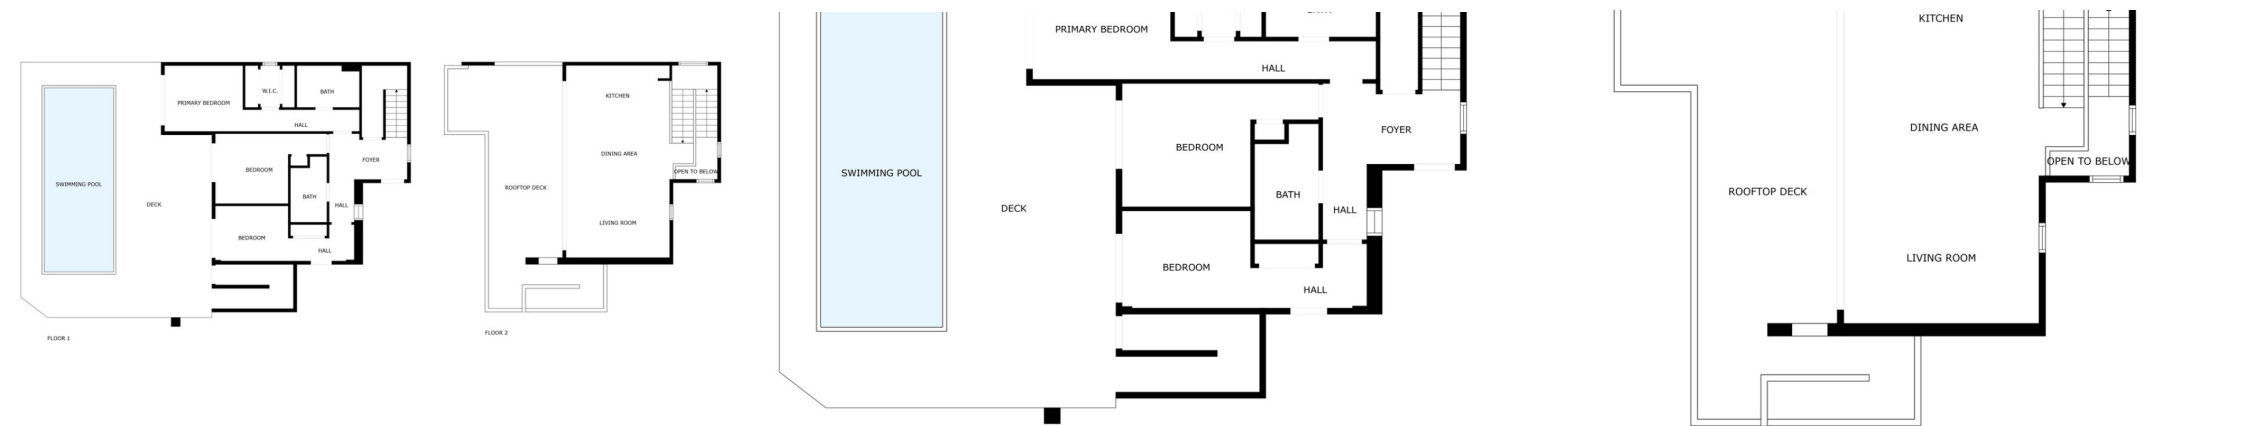 PRIMARY BEDROOM
W.I.C.
BATH
HALL
SWIMMING POOL
DECK
BEDROOM
FOYER
BATH
HALL
BEDROOM
HALL
FLOOR 1
KITCHEN
DINING AREA
OPEN TO BELOW
ROOFTOP DECK
LIVING ROOM
FLOOR 2
PRIMARY BEDROOM
HALL
FOYER
BEDROOM
SWIMMING POOL
BATH
DECK
HALL
BEDROOM
HALL
KITCHEN
DINING AREA
OPEN TO BELOW
ROOFTOP DECK
LIVING ROOM